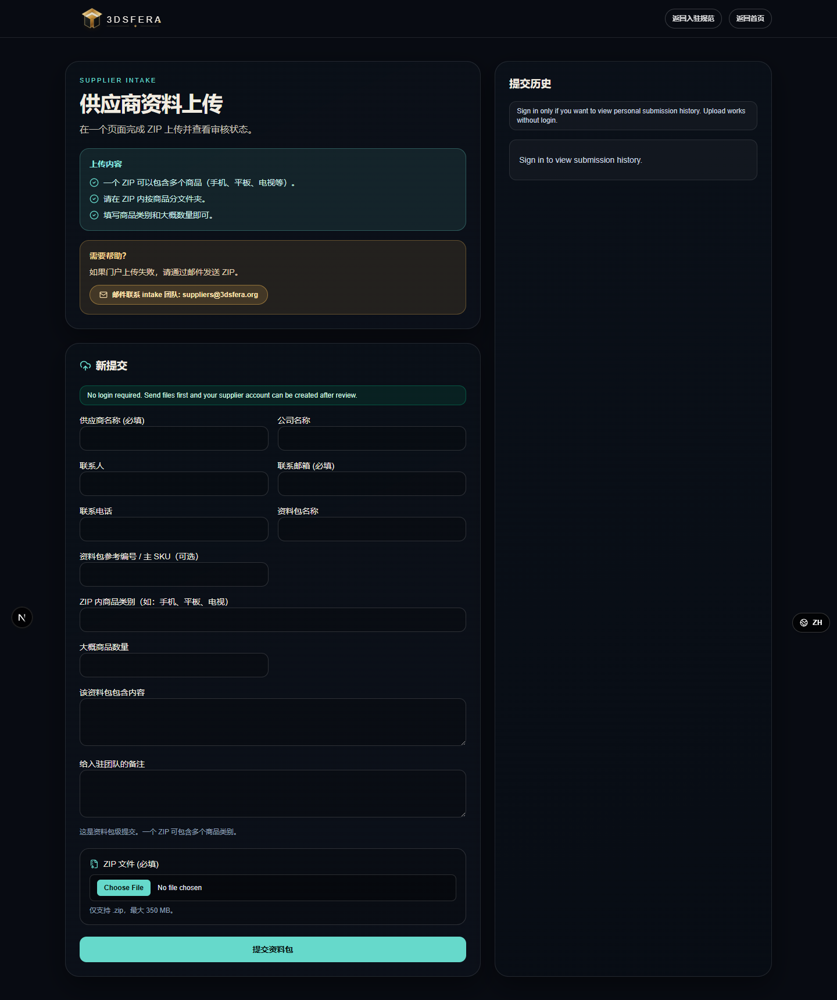 3DSFERA
返回入驻规范
返回首页
SUPPLIER INTAKE
供应商资料上传
在一个页面完成 ZIP 上传并查看审核状态。
上传内容
一个 ZIP 可以包含多个商品（手机、平板、电视等）。
请在 ZIP 内按商品分文件夹。
填写商品类别和大概数量即可。
需要帮助?
如果门户上传失败，请通过邮件发送 ZIP。
邮件联系 intake 团队: suppliers@3dsfera.org
新提交
No login required. Send files first and your supplier account can be created after review.
供应商名称 (必填)
公司名称
联系人
联系邮箱 (必填)
联系电话
资料包名称
资料包参考编号 / 主 SKU（可选）
ZIP 内商品类别（如：手机、平板、电视）
大概商品数量
该资料包包含内容
给入驻团队的备注
这是资料包级提交。一个 ZIP 可包含多个商品类别。
ZIP 文件 (必填)
Choose File No file chosen
仅支持 .zip，最大 350 MB。
提交资料包
提交历史
Sign in only if you want to view personal submission history. Upload works
without login.
Sign in to view submission history.
N
ZH